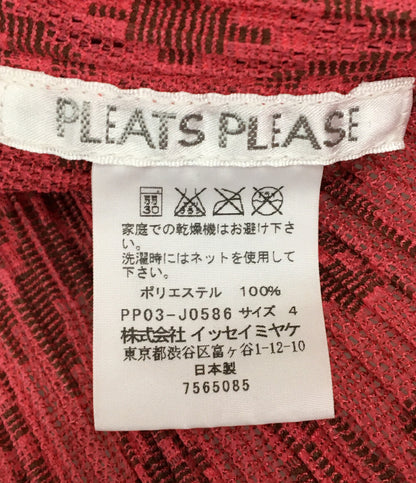 PLEATS PLEASE
30
家庭での乾燥機はお避け下さ
い。
洗濯時にはネットを使用して下
さい。
ポリエステル 100%
PP03-J0586 サイズ 4
株式会社 イッセイミヤケ
東京都渋谷区富ヶ谷1-12-10
日本製
7565085